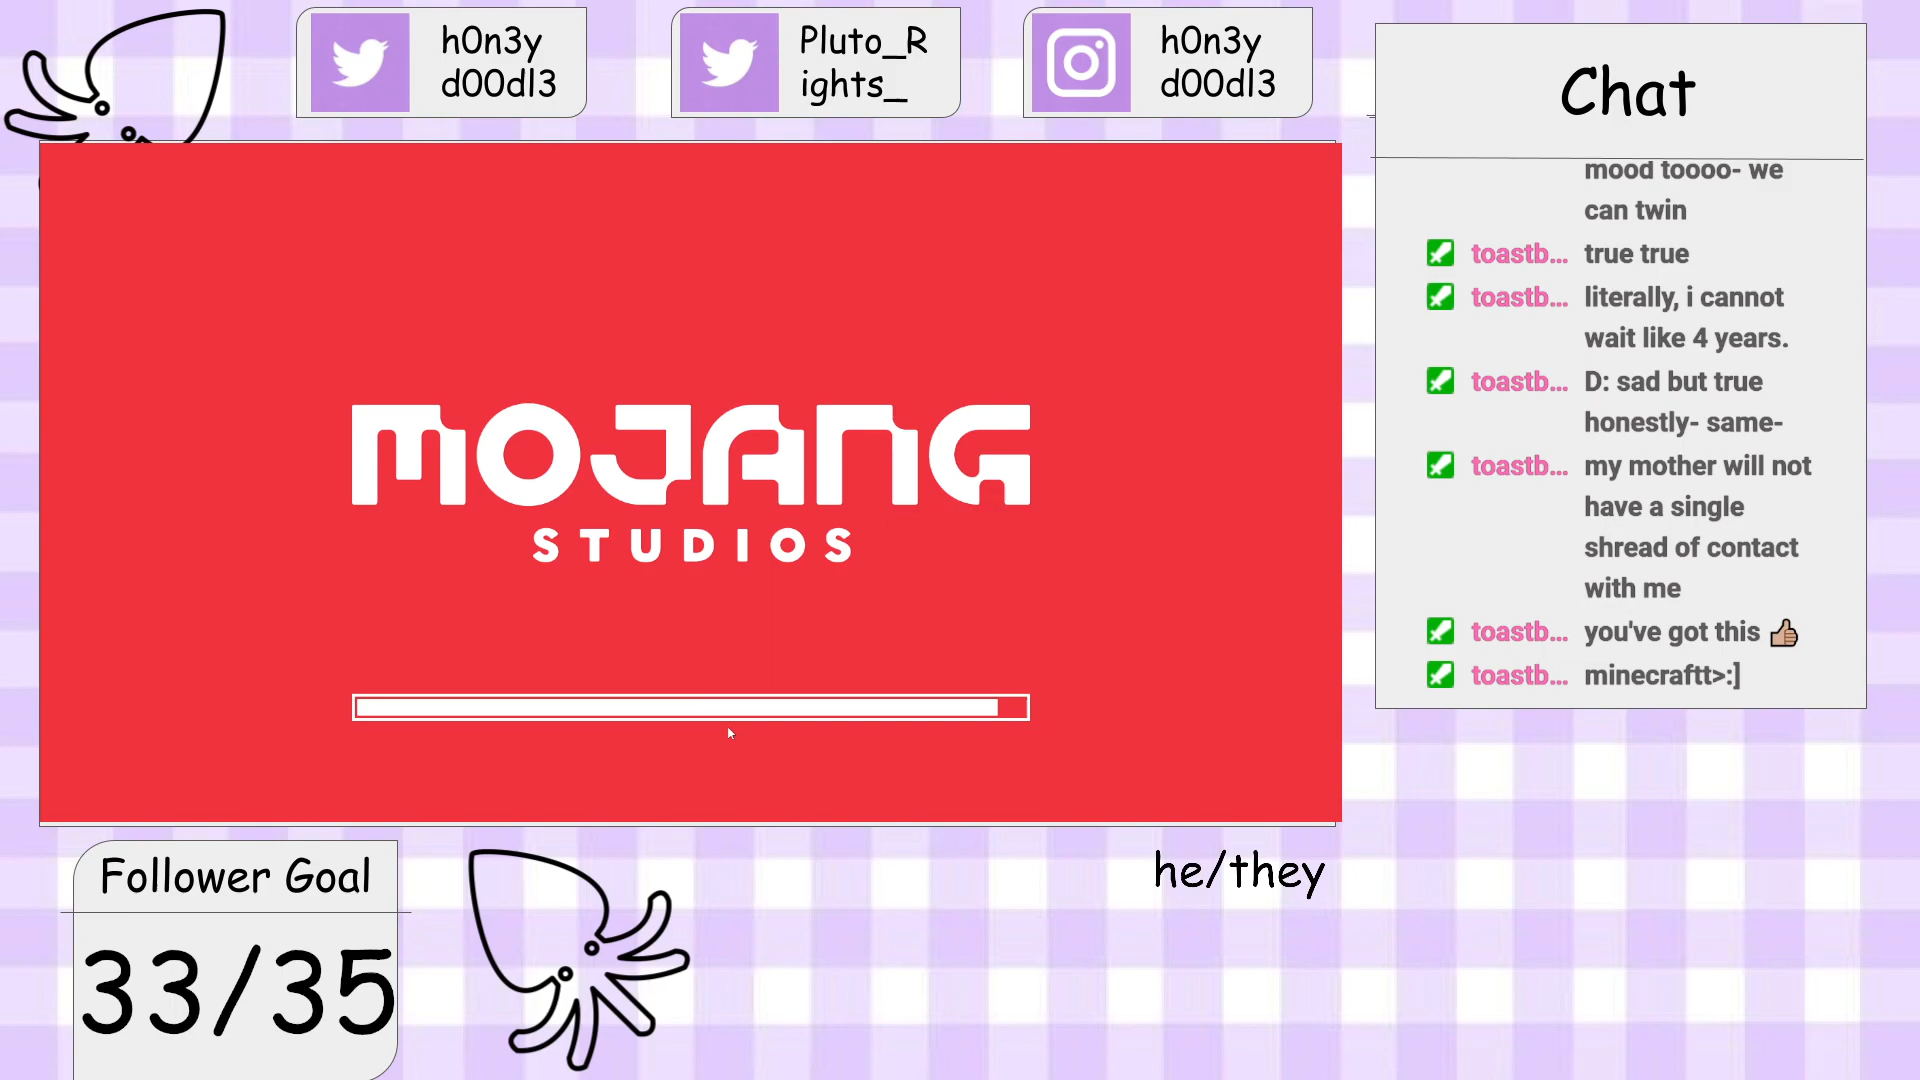 h0n3y
d00dl3
Pluto_R
ights_
h0n3y
d00dl3
Chat
mood toooo- we
can twin
toastb... true true
toastb... literally, i cannot
wait like 4 years.
toastb... D: sad but true
honestly- same-
toastb... my mother will not
have a single
shread of contact
with me
toastb... you've got this 👍🏼
toastb... minecraftt>:]
MOJANG
STUDIOS
he/they
Follower Goal
33/35